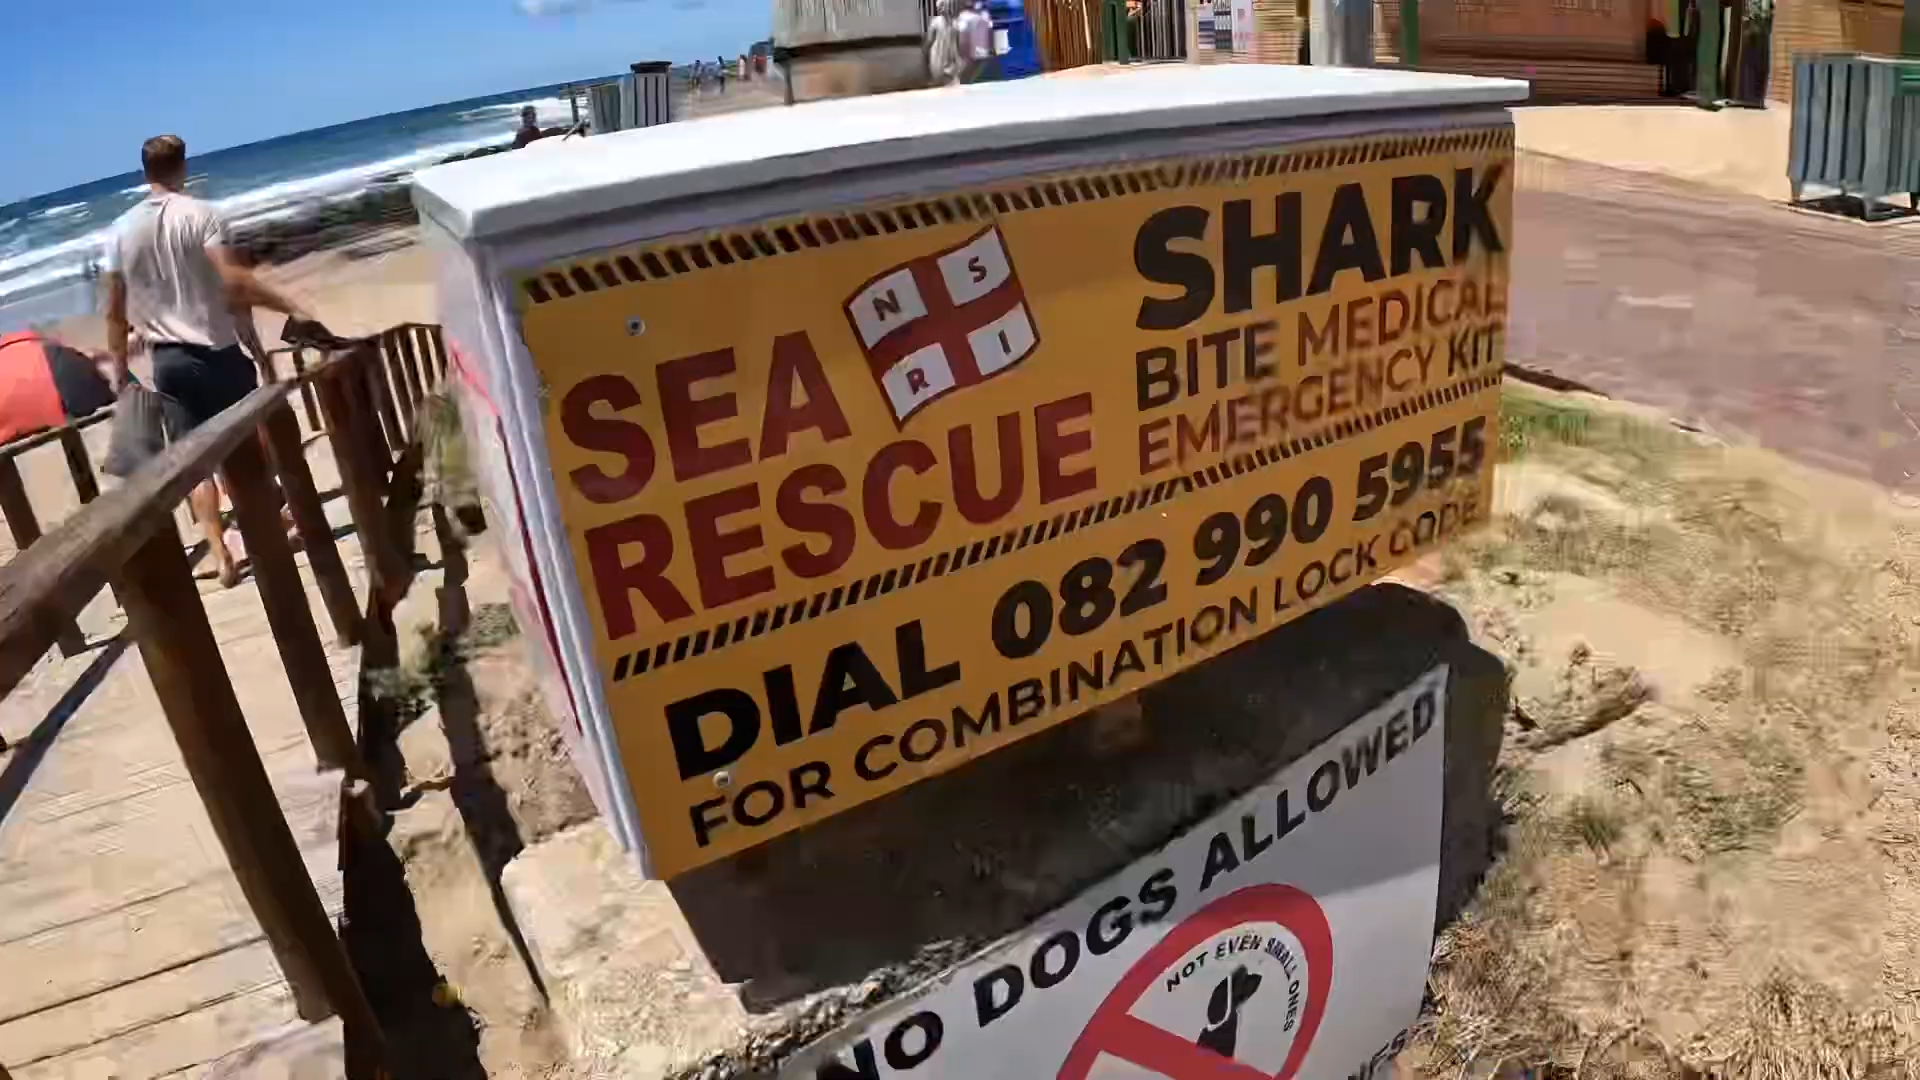 SEA
RESCUE
N S
R I
SHARK
BITE MEDICAL
EMERGENCY KIT
DIAL 082 990 5955
FOR COMBINATION LOCK CODE
NO DOGS ALLOWED
NOT EVEN SMALL ONES